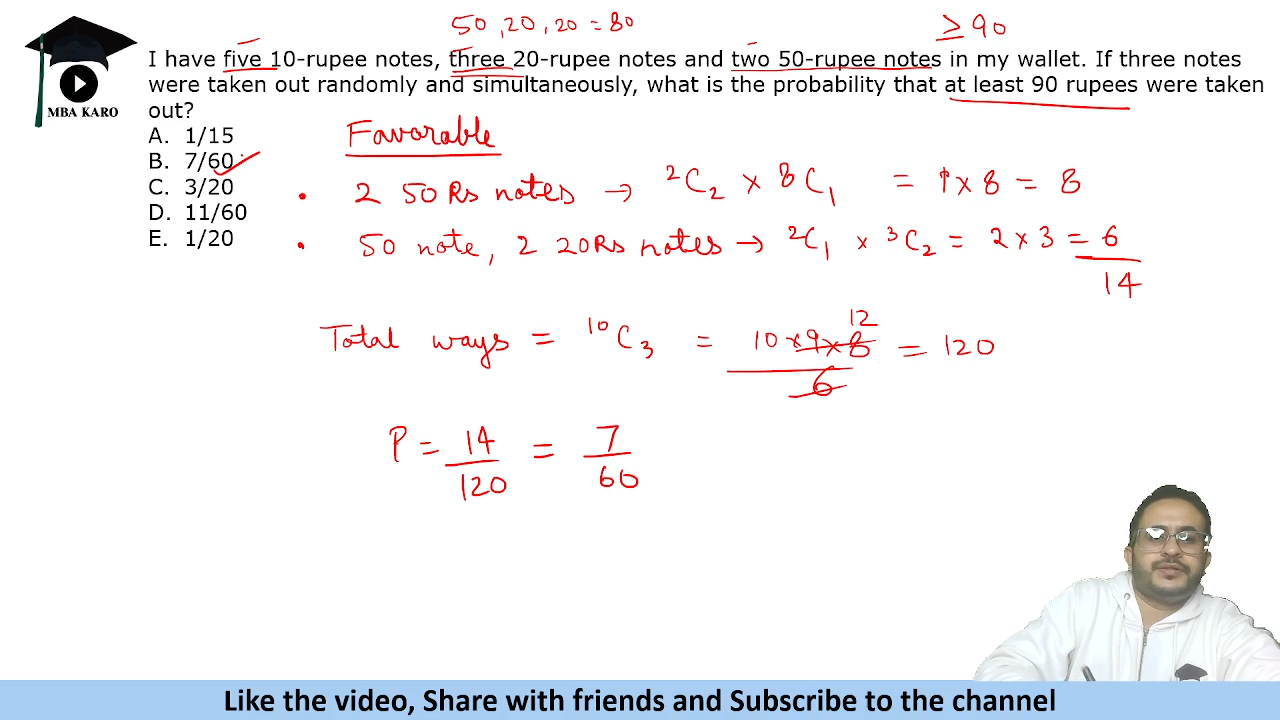 50, 20, 20 = 80
≥ 90
I have five 10-rupee notes, three 20-rupee notes and two 50-rupee notes in my wallet. If three notes
were taken out randomly and simultaneously, what is the probability that at least 90 rupees were taken
out?
MBA KARO
A. 1/15
B. 7/60
C. 3/20
D. 11/60
E. 1/20
Favorable
• 2 50 Rs notes → ²C₂ × ⁸C₁ = 1 × 8 = 8
• 50 note, 2 20Rs notes → ²C₁ × ³C₂ = 2 × 3 = 6
14
Total ways = ¹⁰C₃ = 10 × 9 × 8 / 6 = 120
12
P = 14/120 = 7/60
Like the video, Share with friends and Subscribe to the channel